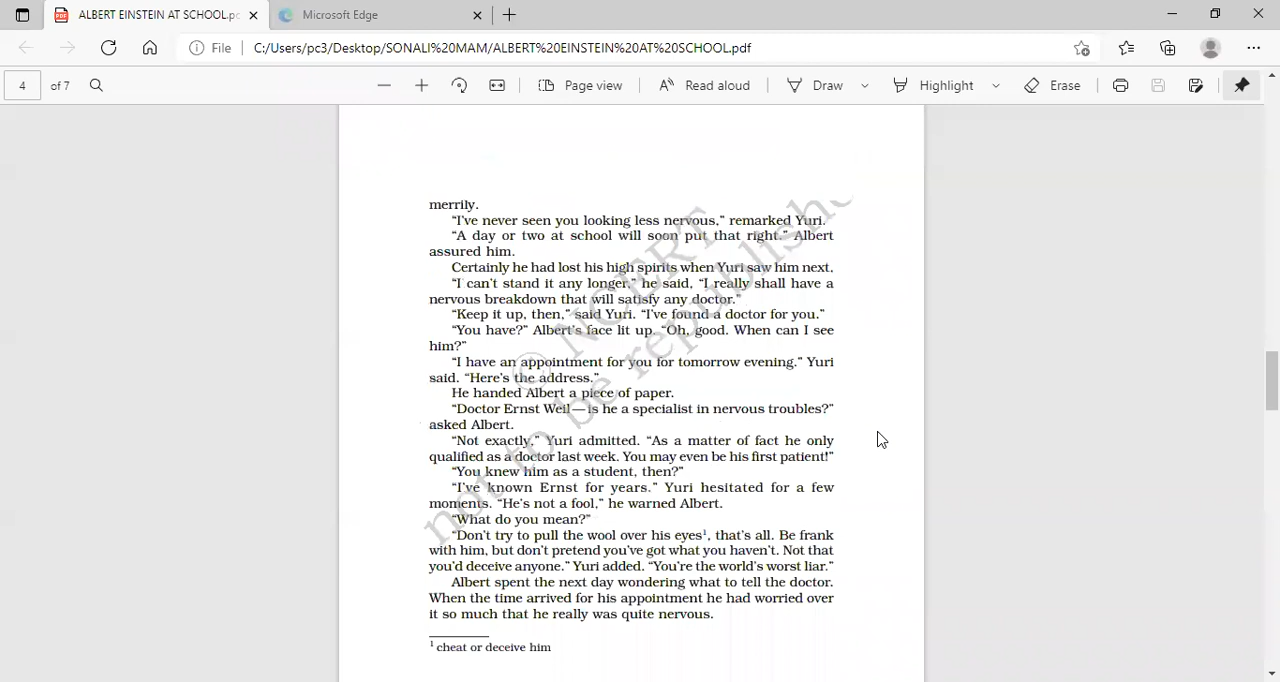 ALBERT EINSTEIN AT SCHOOL.pc
Microsoft Edge
File
C:/Users/pc3/Desktop/SONALI%20MAM/ALBERT%20EINSTEIN%20AT%20SCHOOL.pdf
4 of 7
Page view
Read aloud
Draw
Highlight
Erase
merrily.
“I've never seen you looking less nervous,” remarked Yuri.
“A day or two at school will soon put that right.” Albert
assured him.
Certainly he had lost his high spirits when Yuri saw him next,
“I can't stand it any longer,” he said, “I really shall have a
nervous breakdown that will satisfy any doctor.”
“Keep it up, then,” said Yuri. “I've found a doctor for you.”
“You have?” Albert's face lit up. “Oh, good. When can I see
him?”
“I have an appointment for you for tomorrow evening.” Yuri
said. “Here's the address.”
He handed Albert a piece of paper.
“Doctor Ernst Weil—is he a specialist in nervous troubles?”
asked Albert.
“Not exactly,” Yuri admitted. “As a matter of fact he only
qualified as a doctor last week. You may even be his first patient!”
“You knew him as a student, then?”
“I've known Ernst for years.” Yuri hesitated for a few
moments. “He's not a fool,” he warned Albert.
“What do you mean?”
“Don't try to pull the wool over his eyes¹, that's all. Be frank
with him, but don't pretend you've got what you haven't. Not that
you'd deceive anyone.” Yuri added. “You're the world's worst liar.”
Albert spent the next day wondering what to tell the doctor.
When the time arrived for his appointment he had worried over
it so much that he really was quite nervous.
¹ cheat or deceive him
© NCERT
not to be republishe